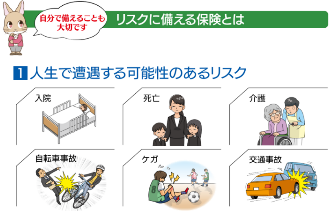 自分で備えることも
大切です
リスクに備える保険とは
1 人生で遭遇する可能性のあるリスク
入院
死亡
介護
自転車事故
ケガ
交通事故